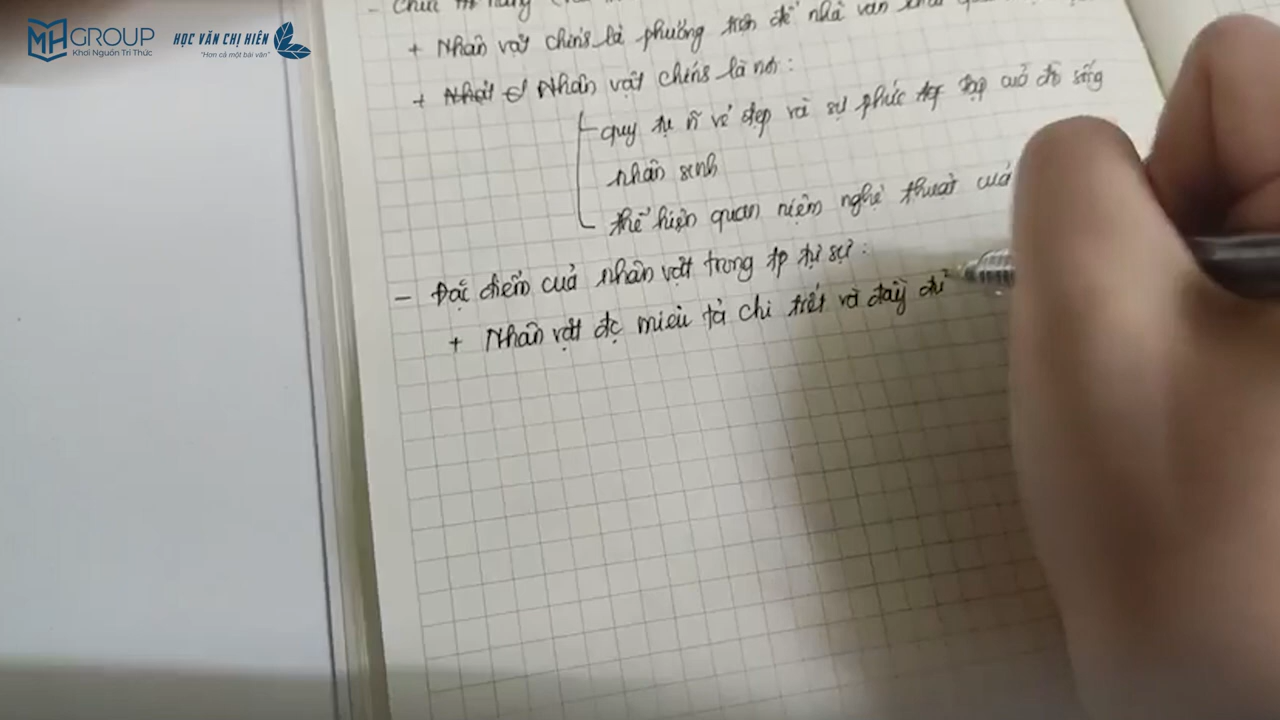 MH GROUP
Khơi Nguồn Tri Thức
HỌC VĂN CHỊ HIÊN
"Hơn cả một bài văn"
+ Nhân vật chính là phương tiện để nhà văn
+ Nhân vật chính là nơi:
quy tụ n~ vẻ đẹp và sự phức tạp của đời sống
nhân sinh
thể hiện quan niệm nghệ thuật của
- Đặc điểm của nhân vật trong tp tự sự:
+ Nhân vật đc miêu tả chi tiết và đầy đủ